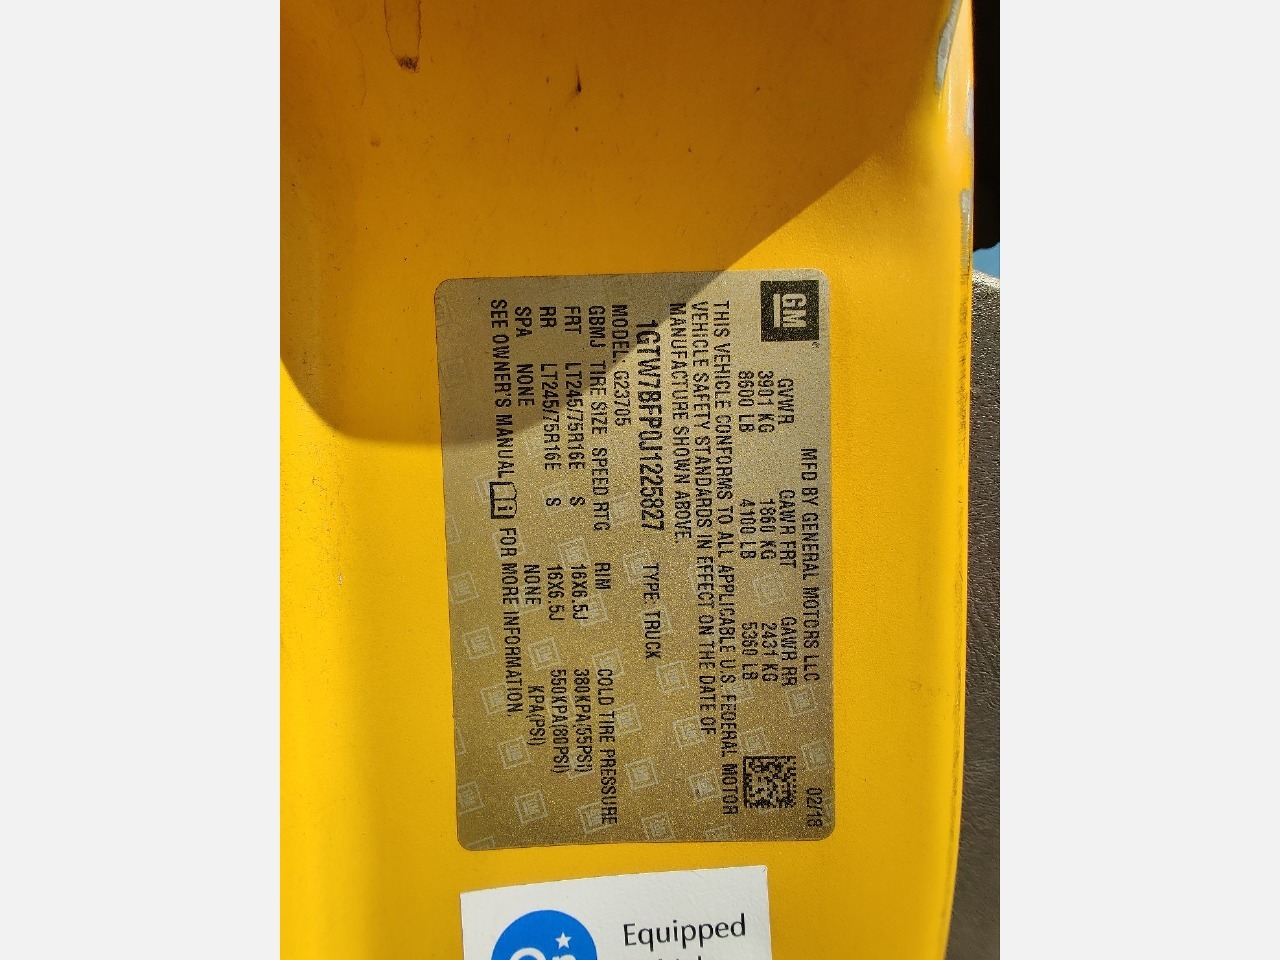 GM
MFD BY GENERAL MOTORS LLC 02/18
GVWR GAWR FRT GAWR RR
3901 KG 1860 KG 2431 KG
8600 LB 4100 LB 5360 LB
THIS VEHICLE CONFORMS TO ALL APPLICABLE U.S. FEDERAL MOTOR
VEHICLE SAFETY STANDARDS IN EFFECT ON THE DATE OF
MANUFACTURE SHOWN ABOVE.
1GTW7BFP0J1225827 TYPE: TRUCK
MODEL: G23705
GBMJ TIRE SIZE SPEED RTG RIM COLD TIRE PRESSURE
FRT LT245/75R16E S 16X6.5J 380KPA(55PSI)
RR LT245/75R16E S 16X6.5J 550KPA(80PSI)
SPA NONE NONE KPA(PSI)
SEE OWNER'S MANUAL i FOR MORE INFORMATION.
Equipped